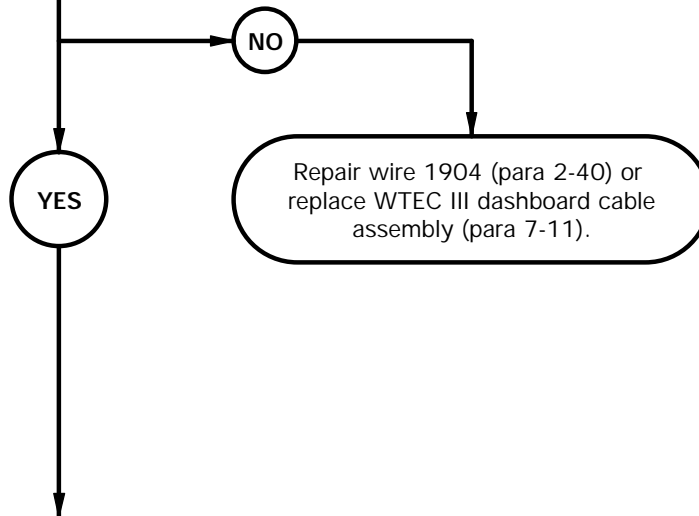 NO
YES
Repair wire 1904 (para 2-40) or
replace WTEC III dashboard cable
assembly (para 7-11).